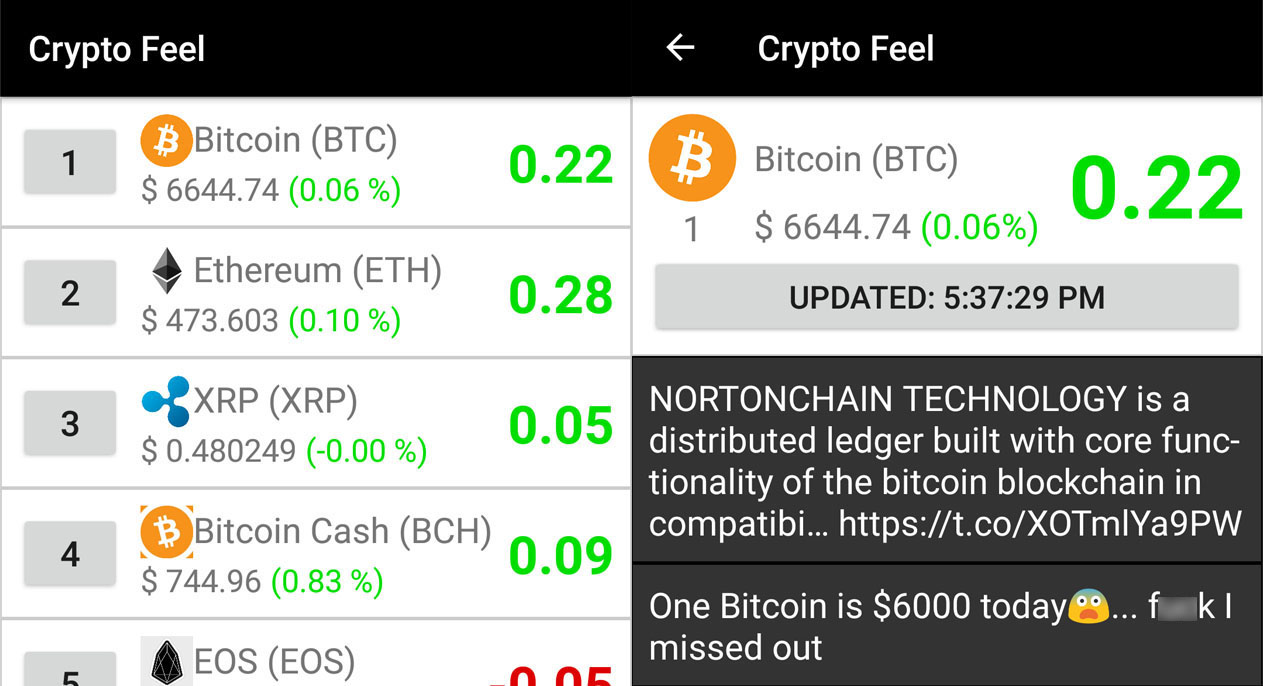 Crypto Feel
1
Bitcoin (BTC)
$ 6644.74 (0.06 %)
0.22
2
Ethereum (ETH)
$ 473.603 (0.10 %)
0.28
3
XRP (XRP)
$ 0.480249 (-0.00 %)
0.05
4
Bitcoin Cash (BCH)
$ 744.96 (0.83 %)
0.09
5
EOS (EOS)
-0.05
Crypto Feel
Bitcoin (BTC)
1
$ 6644.74 (0.06%)
0.22
UPDATED: 5:37:29 PM
NORTONCHAIN TECHNOLOGY is a
distributed ledger built with core func-
tionality of the bitcoin blockchain in
compatibi… https://t.co/XOTmlYa9PW
One Bitcoin is $6000 today😨... I
missed out